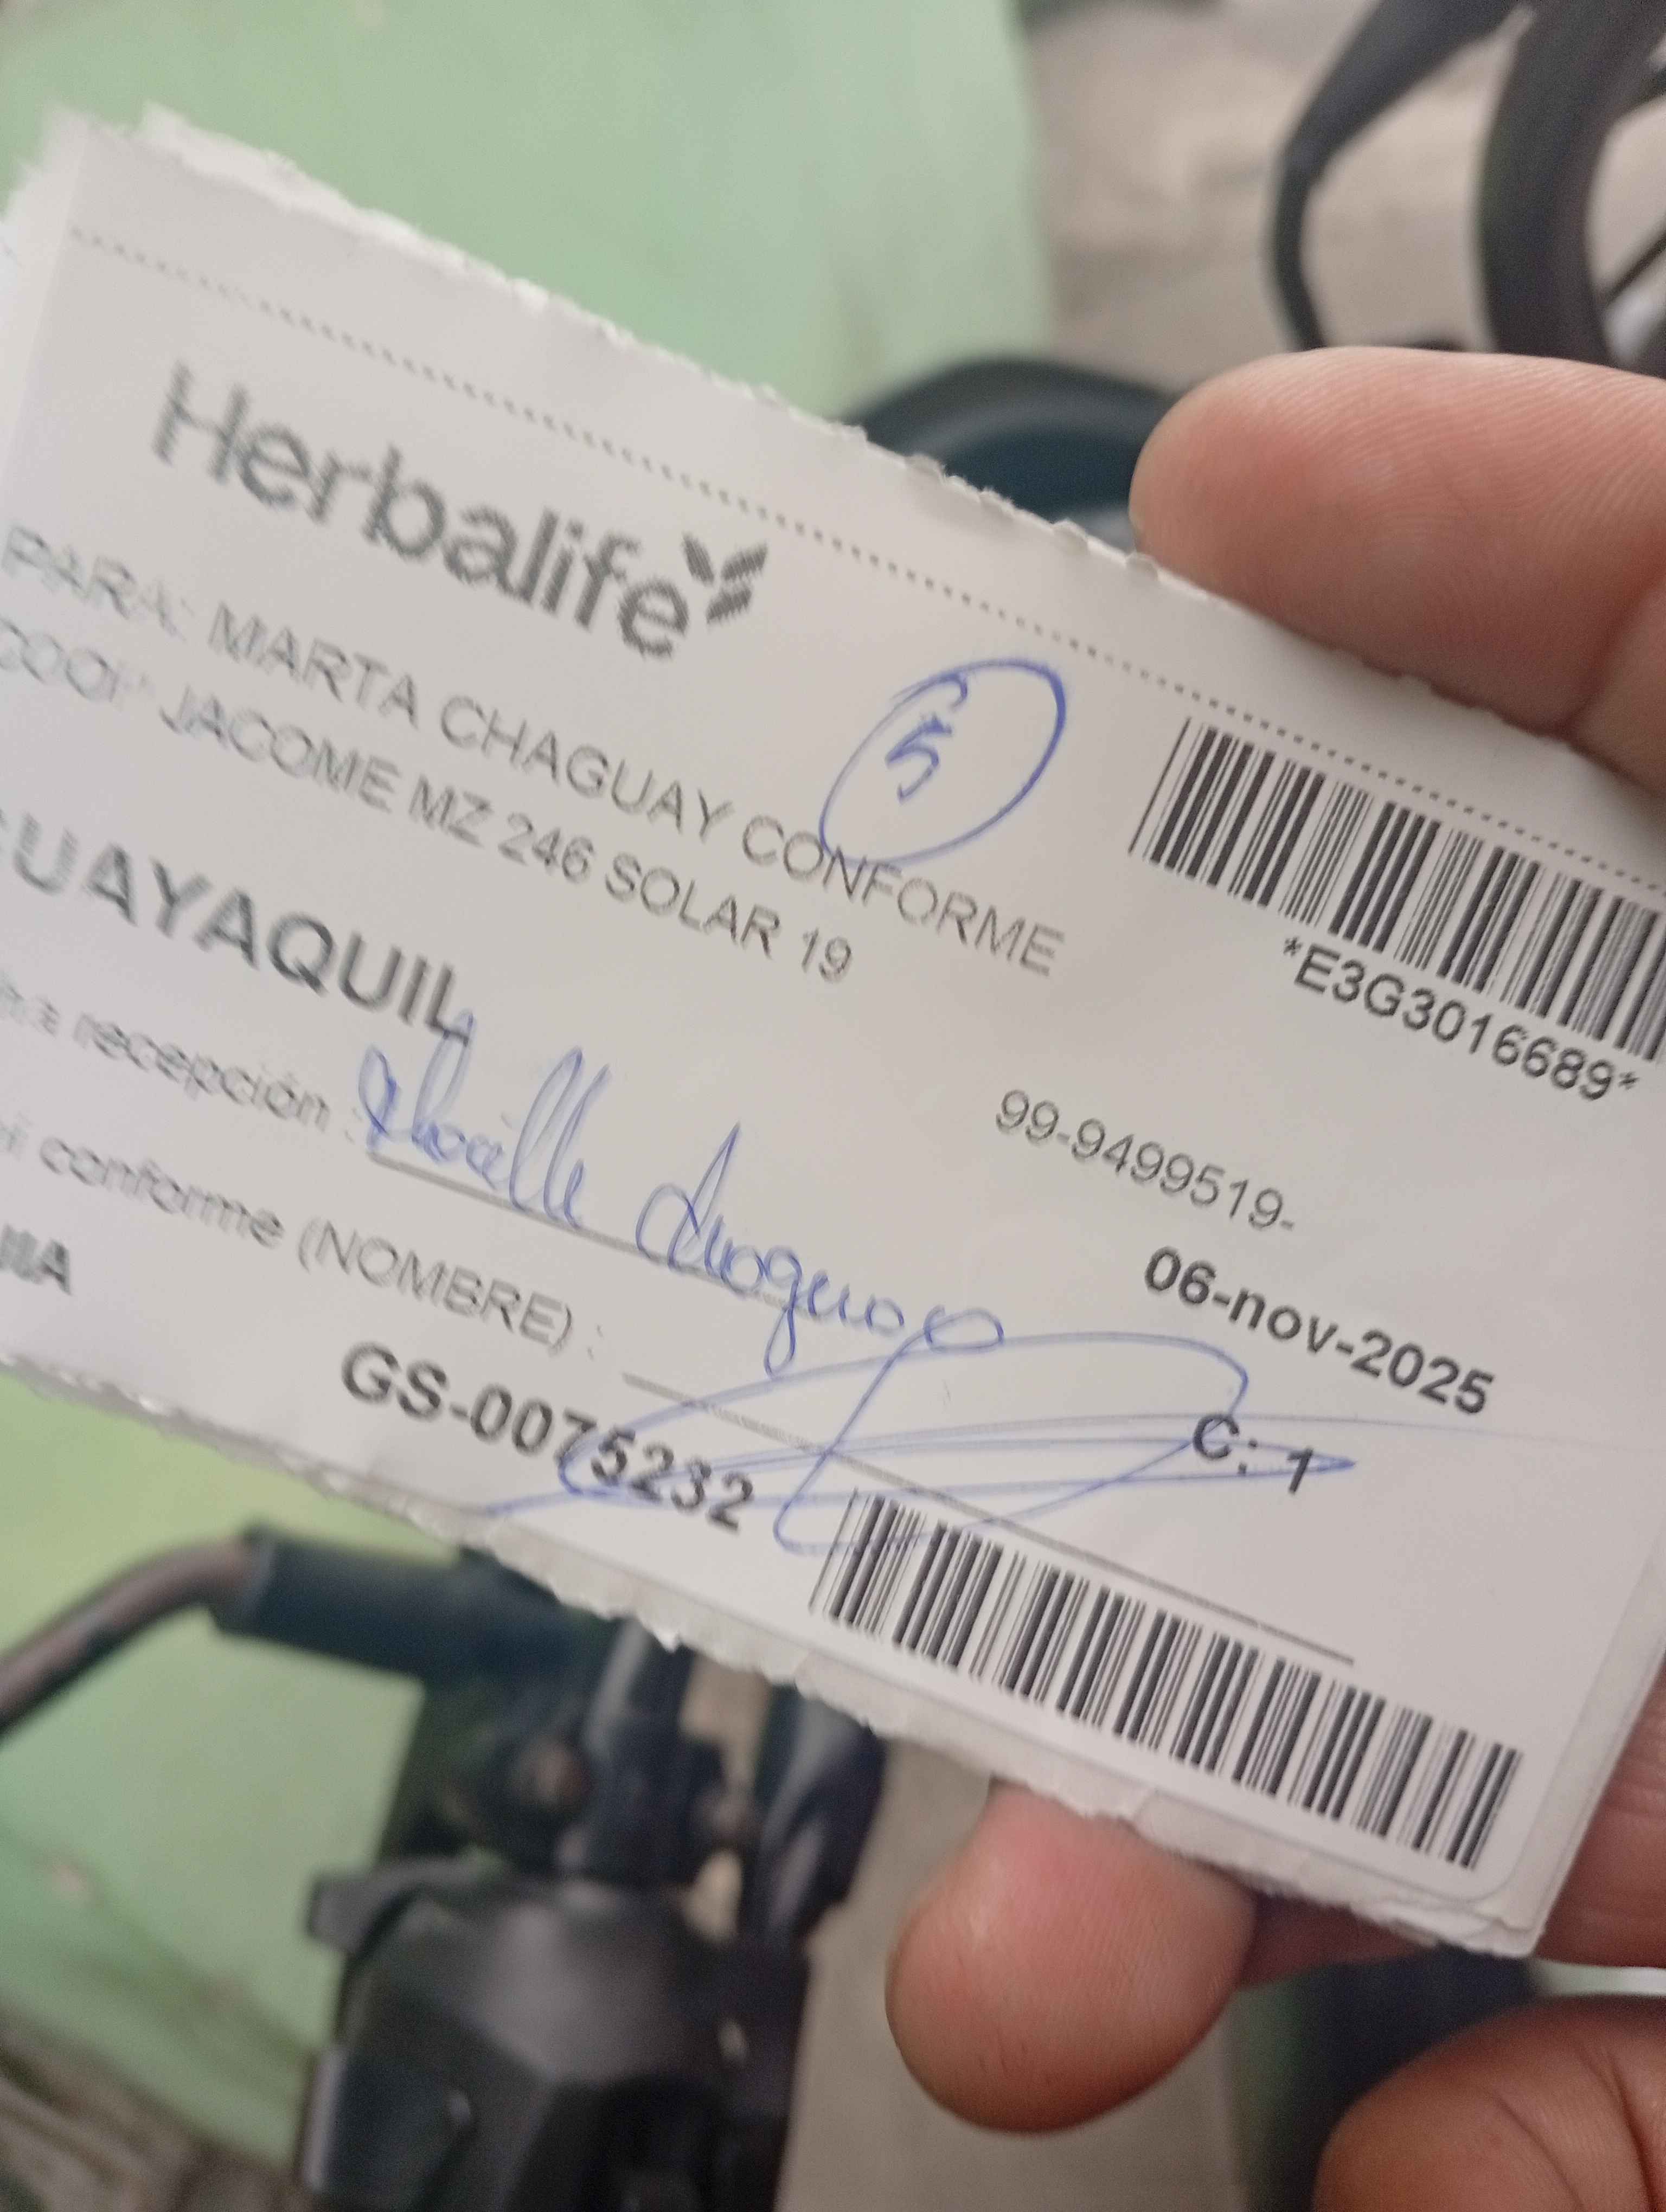 Herbalife
5
PARA: MARTA CHAGUAY CONFORME
COOP JACOME MZ 246 SOLAR 19
*E3G3016689*
UAYAQUIL
99-9499519-
recepción :
06-nov-2025
conforme (NOMBRE) :
C: 1
GS-0075232